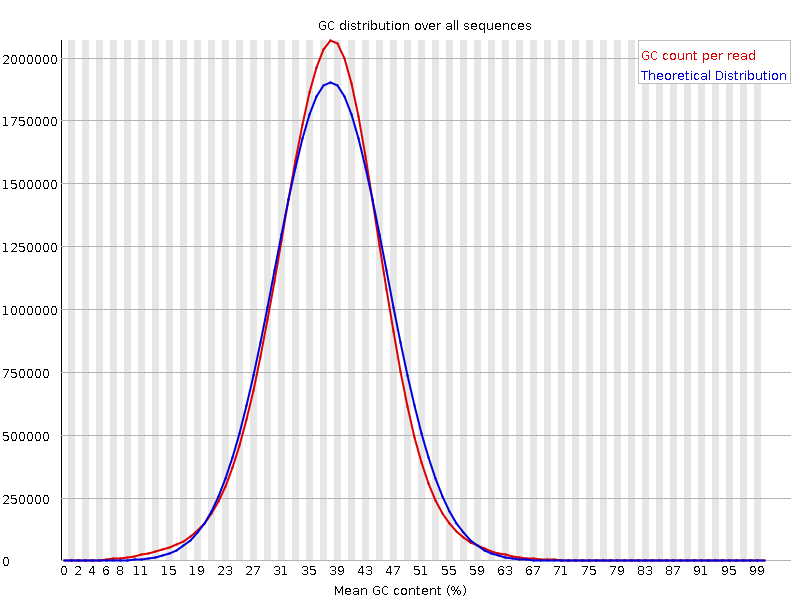 GC distribution over all sequences
GC count per read
Theoretical Distribution
2000000
1750000
1500000
1250000
1000000
750000
500000
250000
0
0 2 4 6 8 11 15 19 23 27 31 35 39 43 47 51 55 59 63 67 71 75 79 83 87 91 95 99
Mean GC content (%)